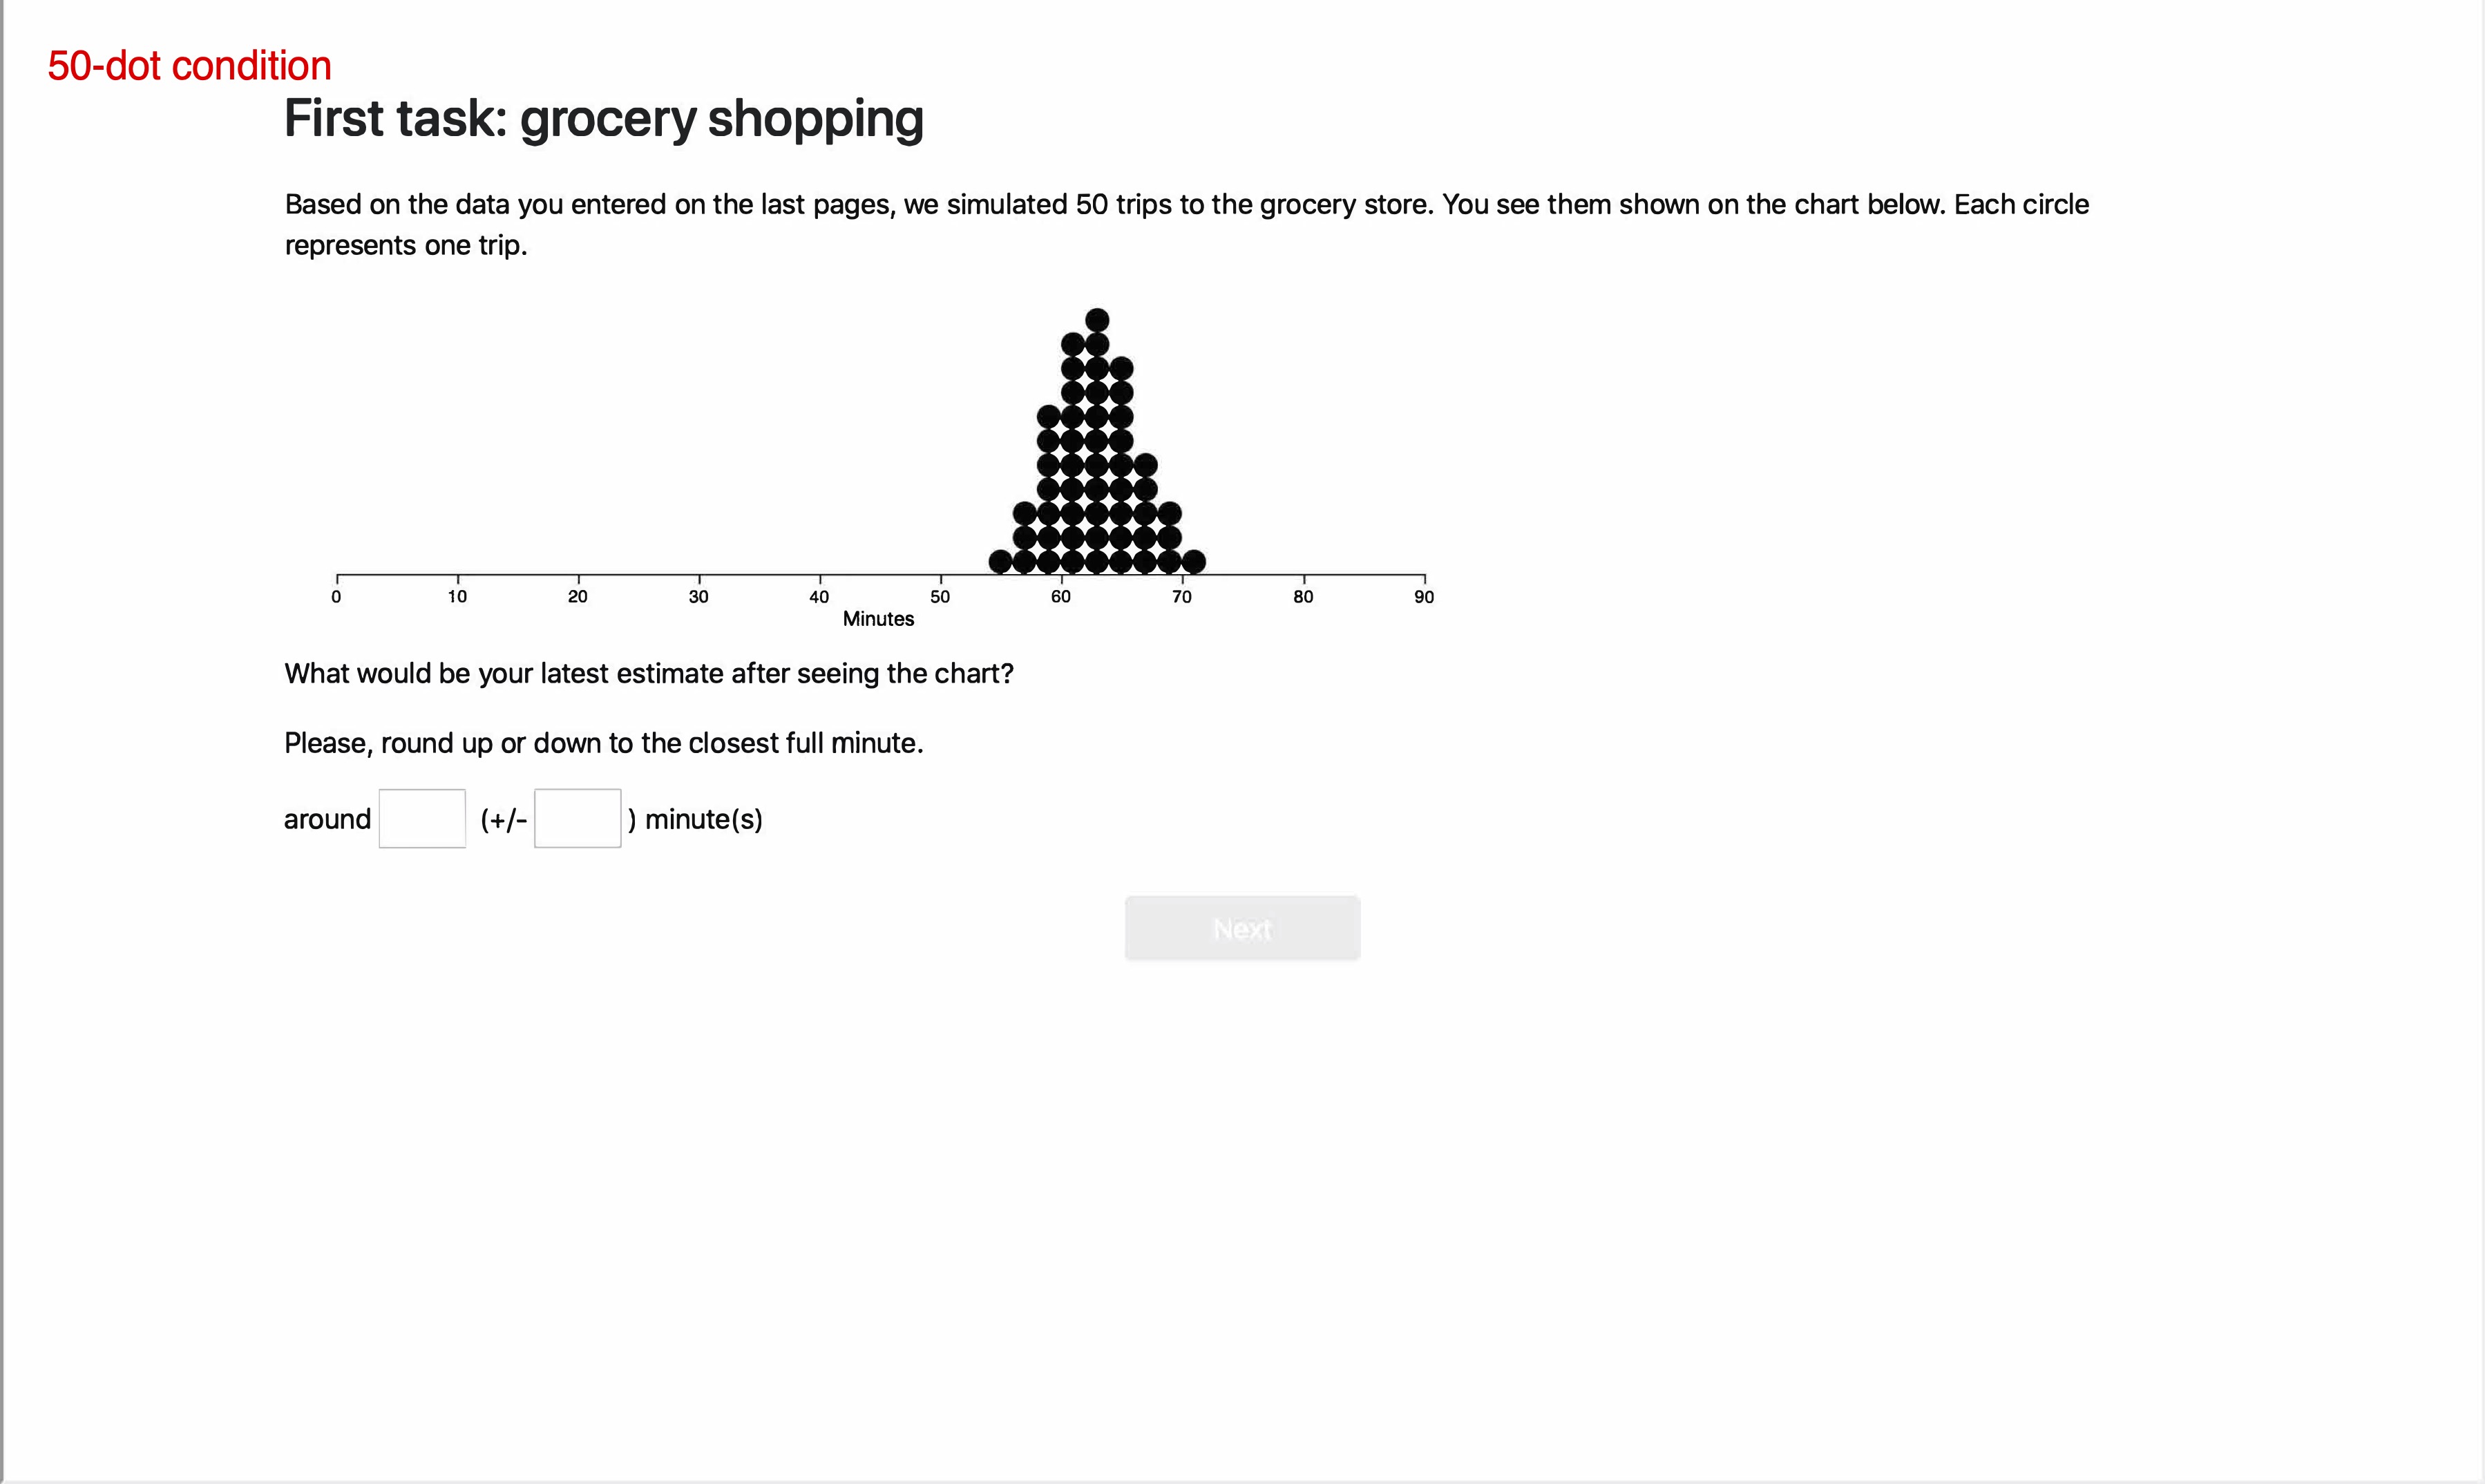 50-dot condition
First task: grocery shopping
Based on the data you entered on the last pages, we simulated 50 trips to the grocery store. You see them shown on the chart below. Each circle
represents one trip.
0 10 20 30 40 50 60 70 80 90
Minutes
What would be your latest estimate after seeing the chart?
Please, round up or down to the closest full minute.
around (+/- ) minute(s)
Next